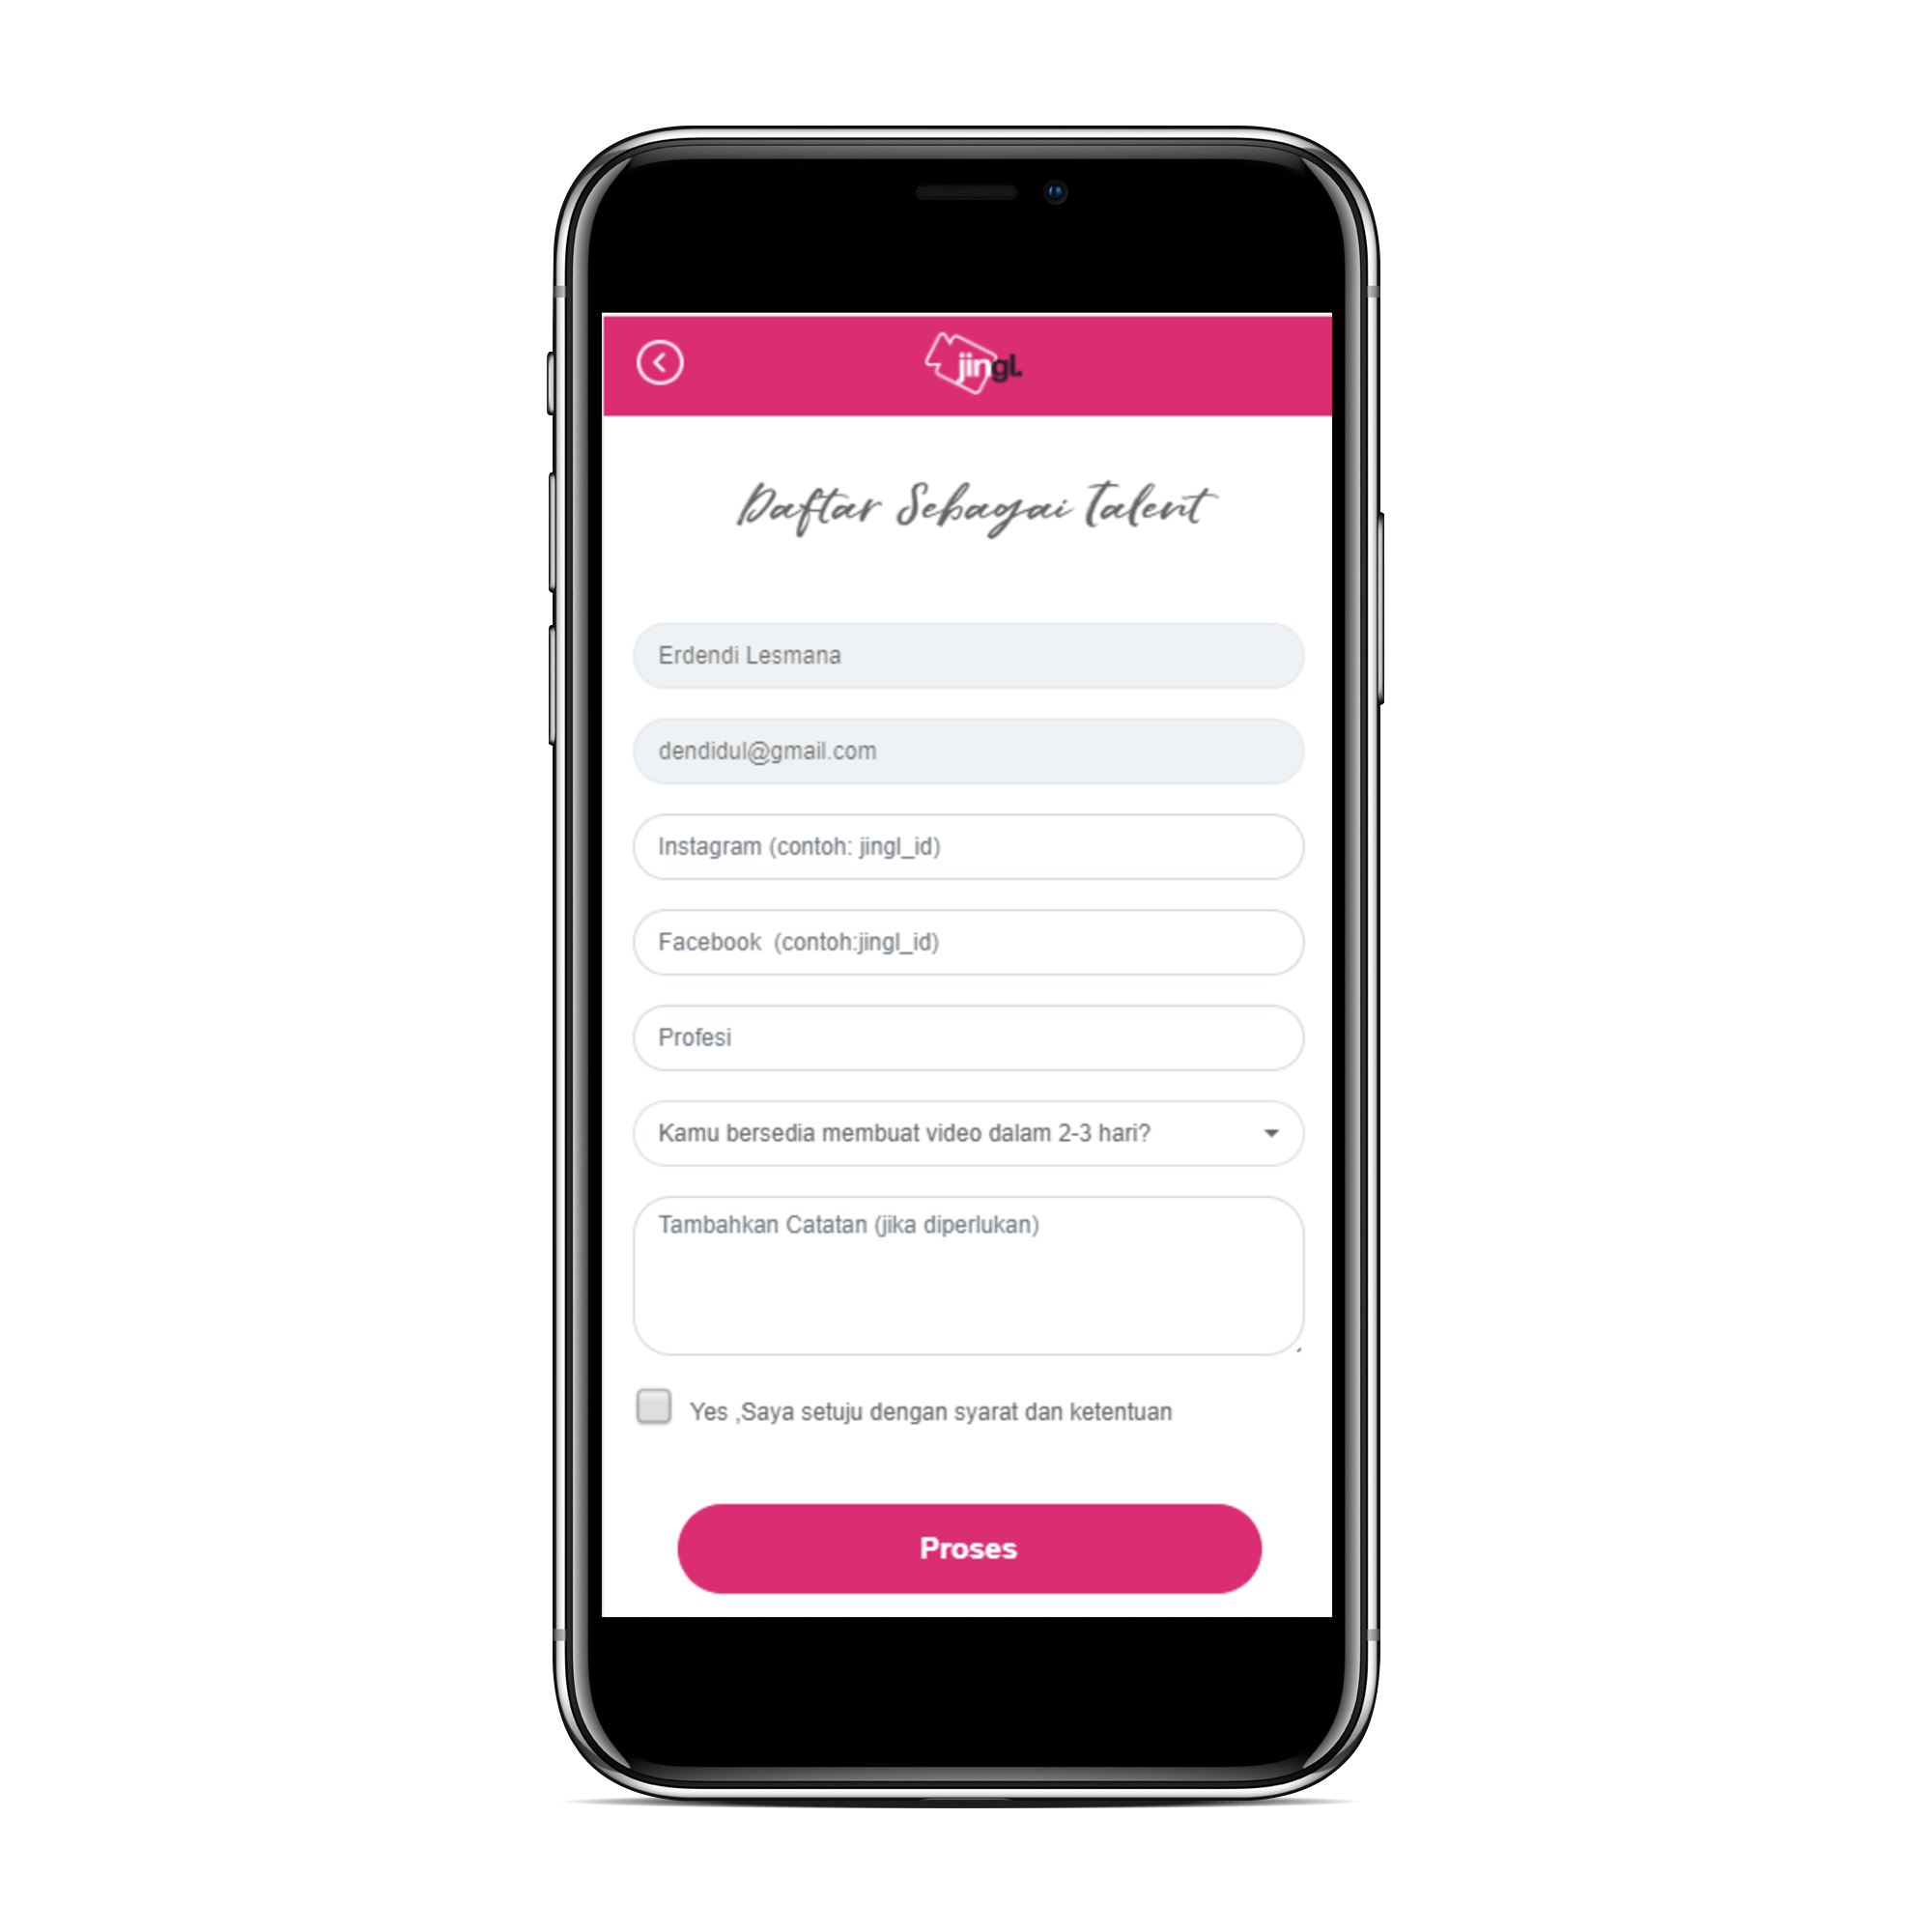 jingl.
Daftar Sebagai Talent
Erdendi Lesmana
dendidul@gmail.com
Instagram (contoh: jingl_id)
Facebook  (contoh:jingl_id)
Profesi
Kamu bersedia membuat video dalam 2-3 hari?
Tambahkan Catatan (jika diperlukan)
Yes ,Saya setuju dengan syarat dan ketentuan
Proses